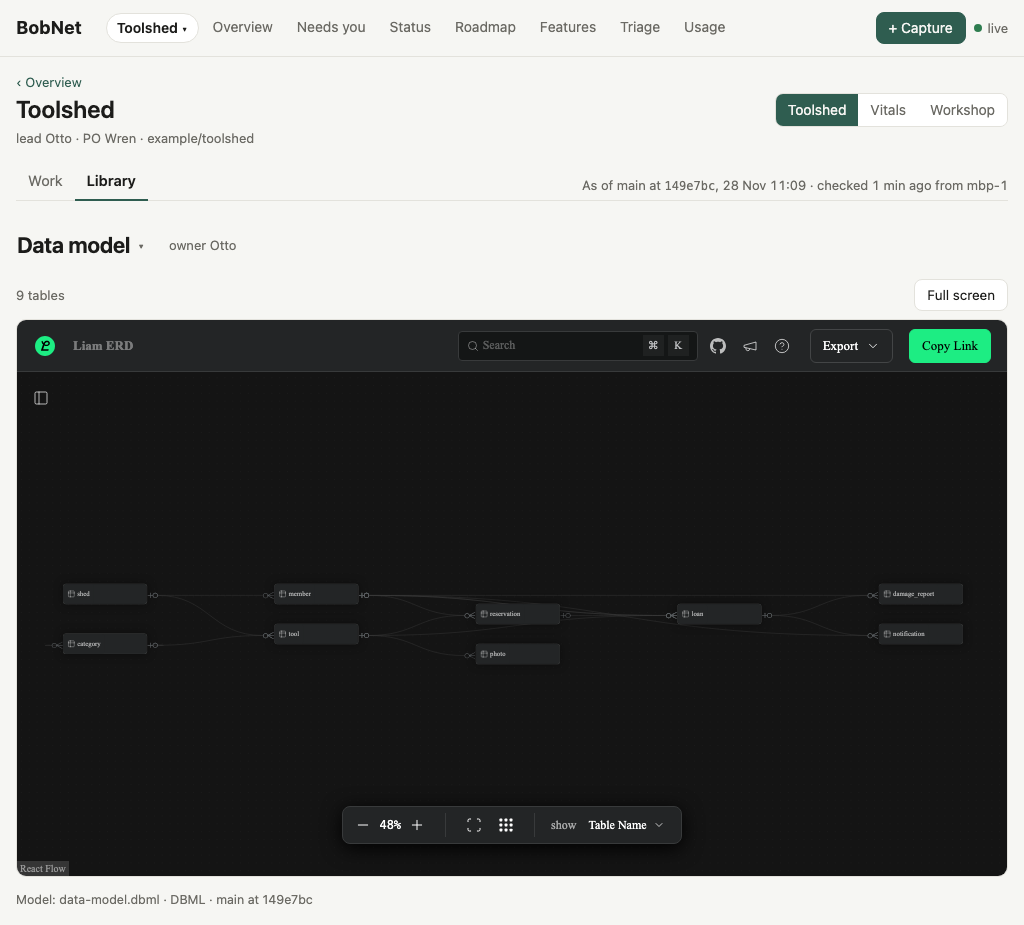 BobNet
Toolshed
Overview
Needs you
Status
Roadmap
Features
Triage
Usage
+ Capture
live
‹ Overview
Toolshed
lead Otto · PO Wren · example/toolshed
Toolshed
Vitals
Workshop
Work
Library
As of main at 149e7bc, 28 Nov 11:09 · checked 1 min ago from mbp-1
Data model
owner Otto
9 tables
Full screen
Liam ERD
Search
⌘ K
Export
Copy Link
shed
member
damage_report
reservation
loan
tool
notification
category
photo
48%
show Table Name
React Flow
Model: data-model.dbml · DBML · main at 149e7bc